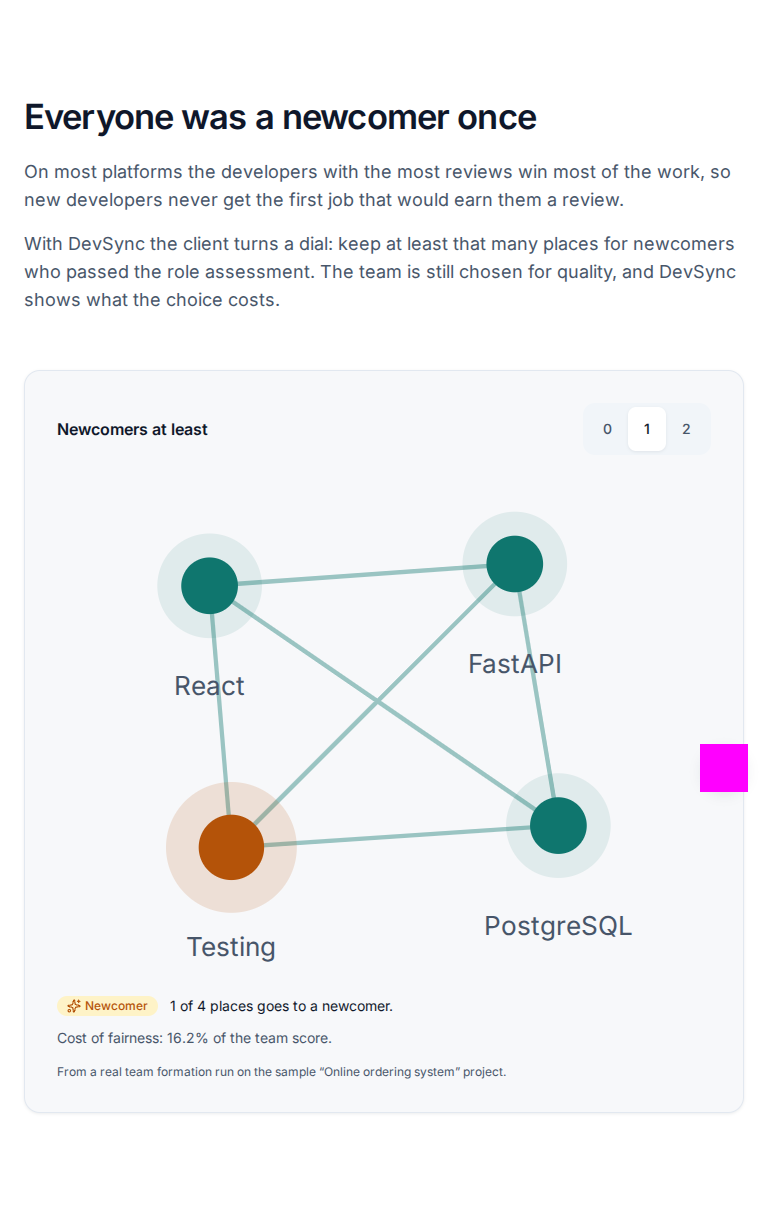 Everyone was a newcomer once
On most platforms the developers with the most reviews win most of the work, so
new developers never get the first job that would earn them a review.
With DevSync the client turns a dial: keep at least that many places for newcomers
who passed the role assessment. The team is still chosen for quality, and DevSync
shows what the choice costs.
Newcomers at least
0 1 2
FastAPI
React
PostgreSQL
Testing
Newcomer 1 of 4 places goes to a newcomer.
Cost of fairness: 16.2% of the team score.
From a real team formation run on the sample “Online ordering system” project.